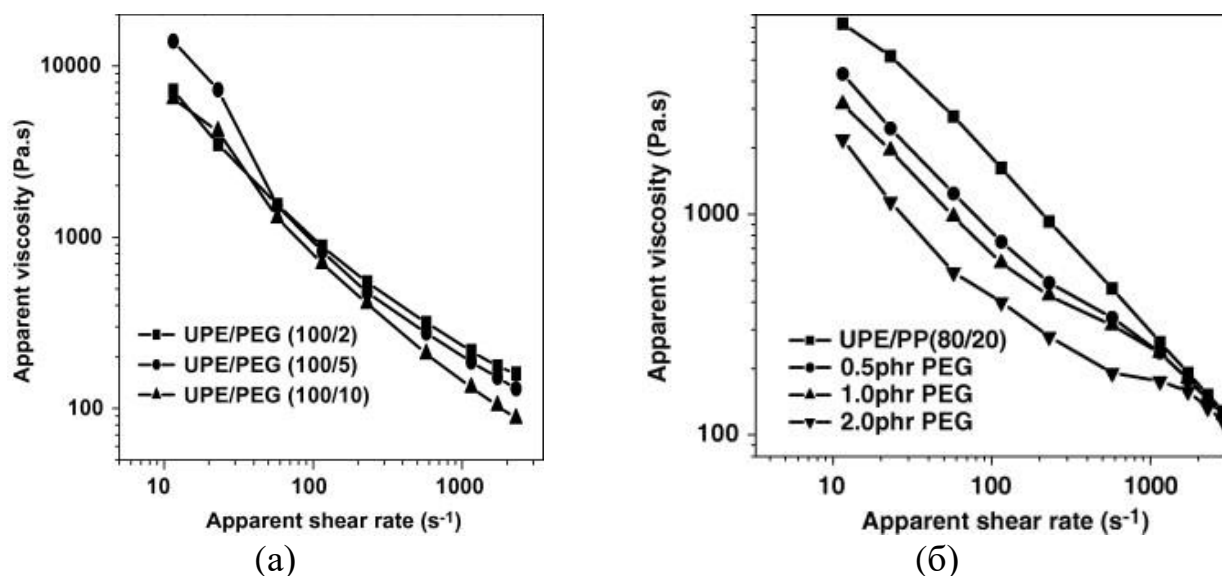 10000
1000
100
Apparent viscosity (Pa.s)
UPE/PEG (100/2)
UPE/PEG (100/5)
UPE/PEG (100/10)
10 100 1000
Apparent shear rate (s⁻¹)
(а)
1000
100
Apparent viscosity (Pa.s)
UPE/PP(80/20)
0.5phr PEG
1.0phr PEG
2.0phr PEG
10 100 1000
Apparent shear rate (s⁻¹)
(б)